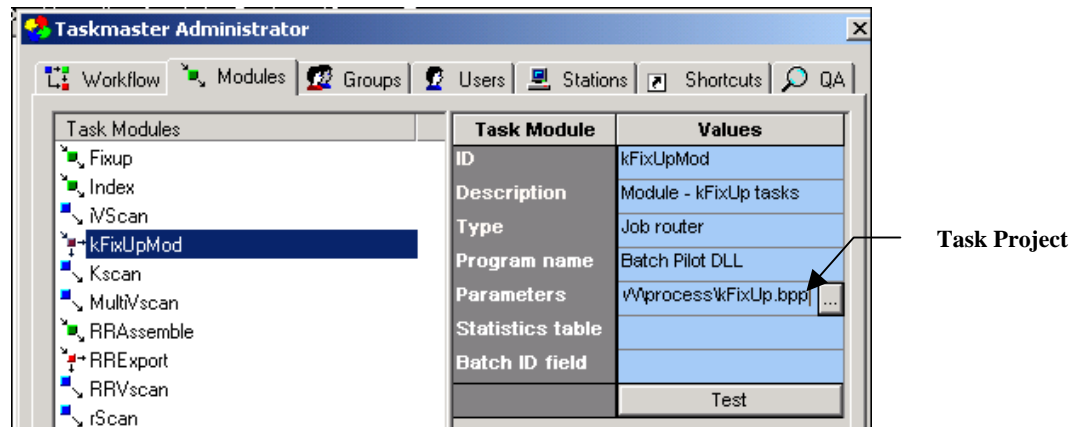 Taskmaster Administrator
Workflow Modules Groups Users Stations Shortcuts QA
Task Modules
Fixup
Index
iVScan
kFixUpMod
Kscan
MultiVscan
RRAssemble
RRExport
RRVscan
rScan
Task Module Values
ID kFixUpMod
Description Module - kFixUp tasks
Type Job router
Program name Batch Pilot DLL
Parameters \process\kFixUp.bpp ...
Statistics table
Batch ID field
Test
Task Project